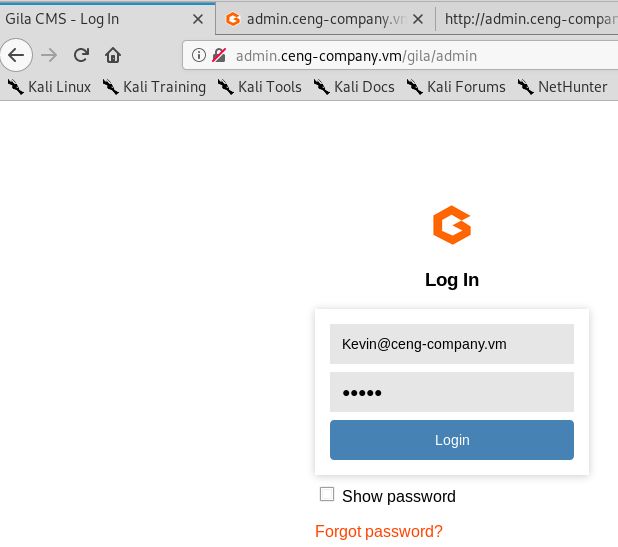 Gila CMS - Log In admin.ceng-company.vm http://admin.ceng-compan
admin.ceng-company.vm/gila/admin
Kali Linux Kali Training Kali Tools Kali Docs Kali Forums NetHunter
Log In
Kevin@ceng-company.vm
●●●●●
Login
Show password
Forgot password?